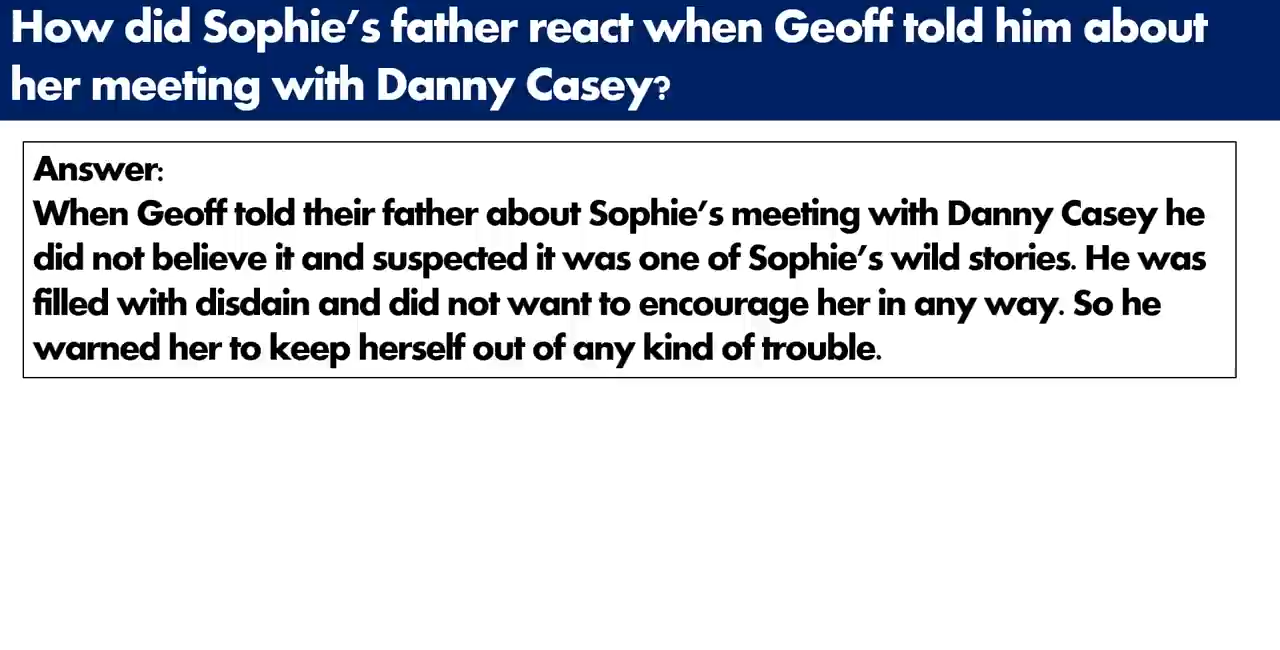 How did Sophie's father react when Geoff told him about
her meeting with Danny Casey?
Answer:
When Geoff told their father about Sophie's meeting with Danny Casey he
did not believe it and suspected it was one of Sophie's wild stories. He was
filled with disdain and did not want to encourage her in any way. So he
warned her to keep herself out of any kind of trouble.